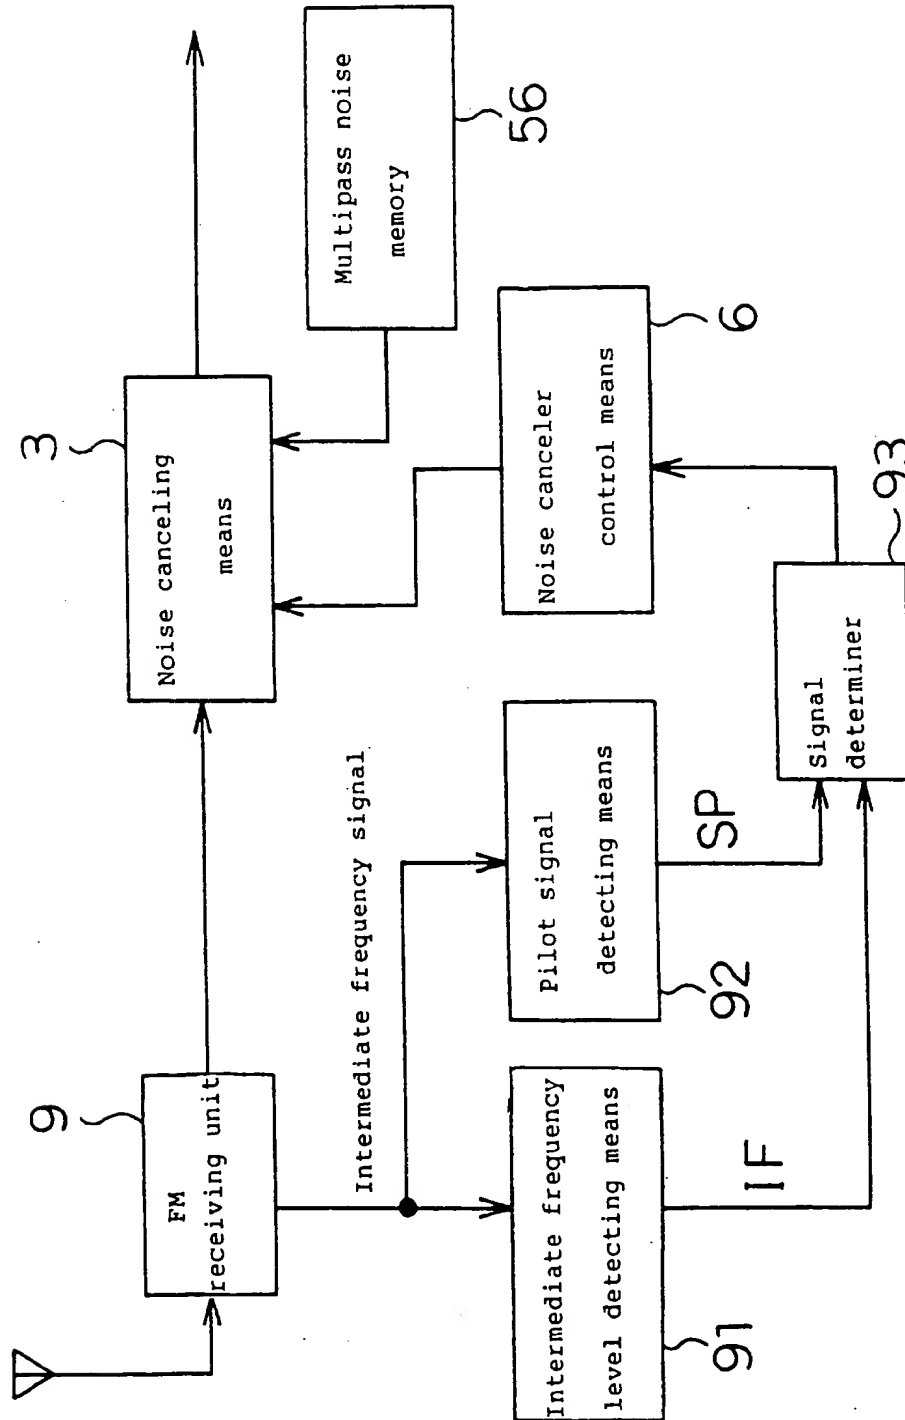 9
FM
receiving unit
Intermediate frequency signal
3
Noise canceling
means
Multipass noise
memory
56
Intermediate frequency
level detecting means
91
Pilot signal
detecting means
92
Noise canceler
control means
6
IF
SP
Signal
determiner
93